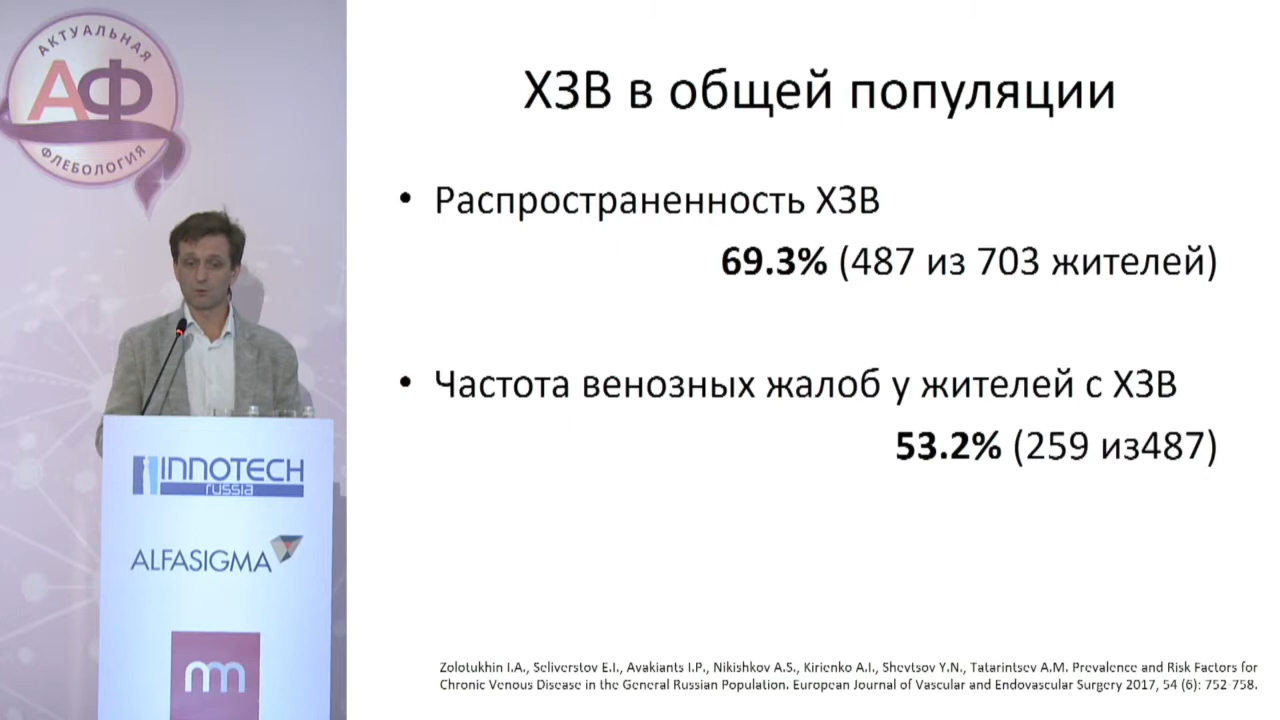 АКТУАЛЬНАЯ
АФ
ФЛЕБОЛОГИЯ
INNOTECH
russia
ALFASIGMA
ХЗВ в общей популяции
• Распространенность ХЗВ
69.3% (487 из 703 жителей)
• Частота венозных жалоб у жителей с ХЗВ
53.2% (259 из487)
Zolotukhin I.A., Seliverstov E.I., Avakiants I.P., Nikishkov A.S., Kirienko A.I., Shevtsov Y.N., Tatarintsev A.M. Prevalence and Risk Factors for
Chronic Venous Disease in the General Russian Population. European Journal of Vascular and Endovascular Surgery 2017, 54 (6): 752-758.